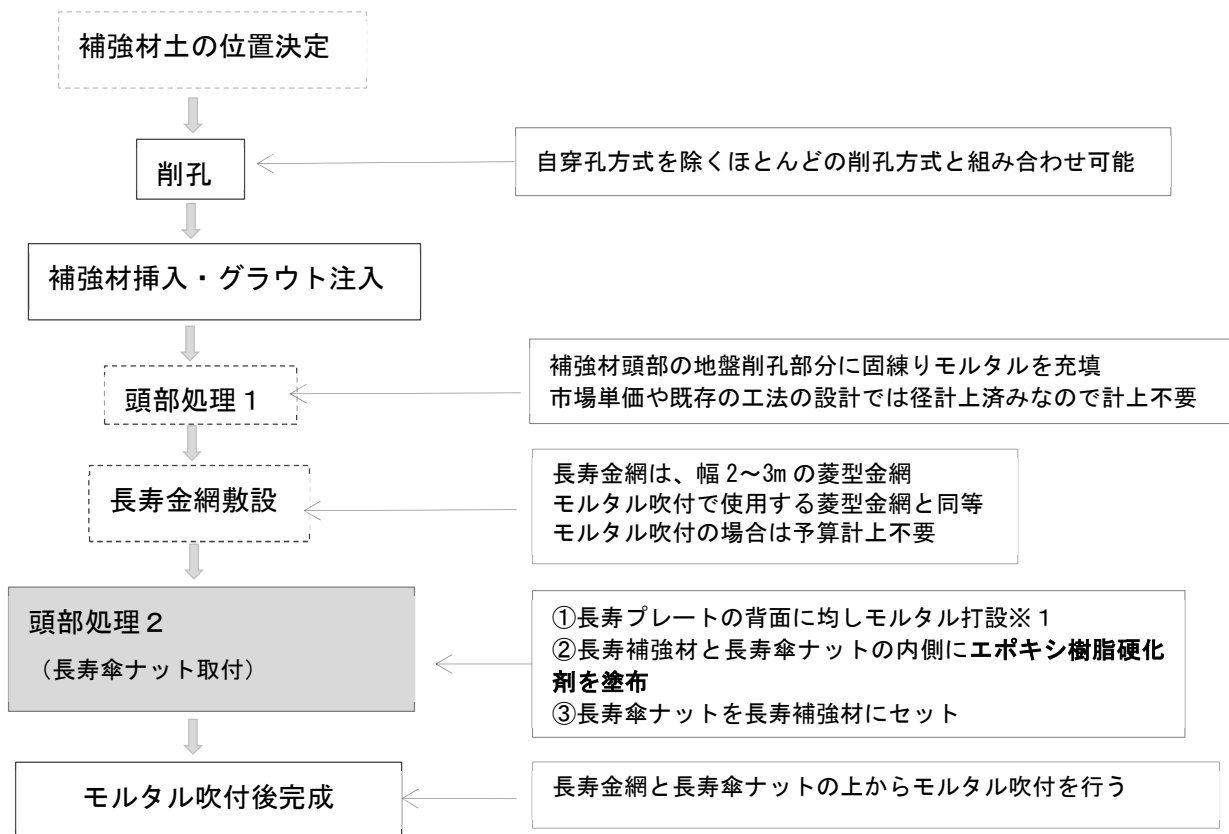 補強材土の位置決定
削孔
自穿孔方式を除くほとんどの削孔方式と組み合わせ可能
補強材挿入・グラウト注入
頭部処理１
補強材頭部の地盤削孔部分に固練りモルタルを充填
市場単価や既存の工法の設計では径計上済みなので計上不要
長寿金網敷設
長寿金網は、幅 2～3m の菱型金網
モルタル吹付で使用する菱型金網と同等
モルタル吹付の場合は予算計上不要
頭部処理２
（長寿傘ナット取付）
①長寿プレートの背面に均しモルタル打設※１
②長寿補強材と長寿傘ナットの内側にエポキシ樹脂硬化
剤を塗布
③長寿傘ナットを長寿補強材にセット
モルタル吹付後完成
長寿金網と長寿傘ナットの上からモルタル吹付を行う